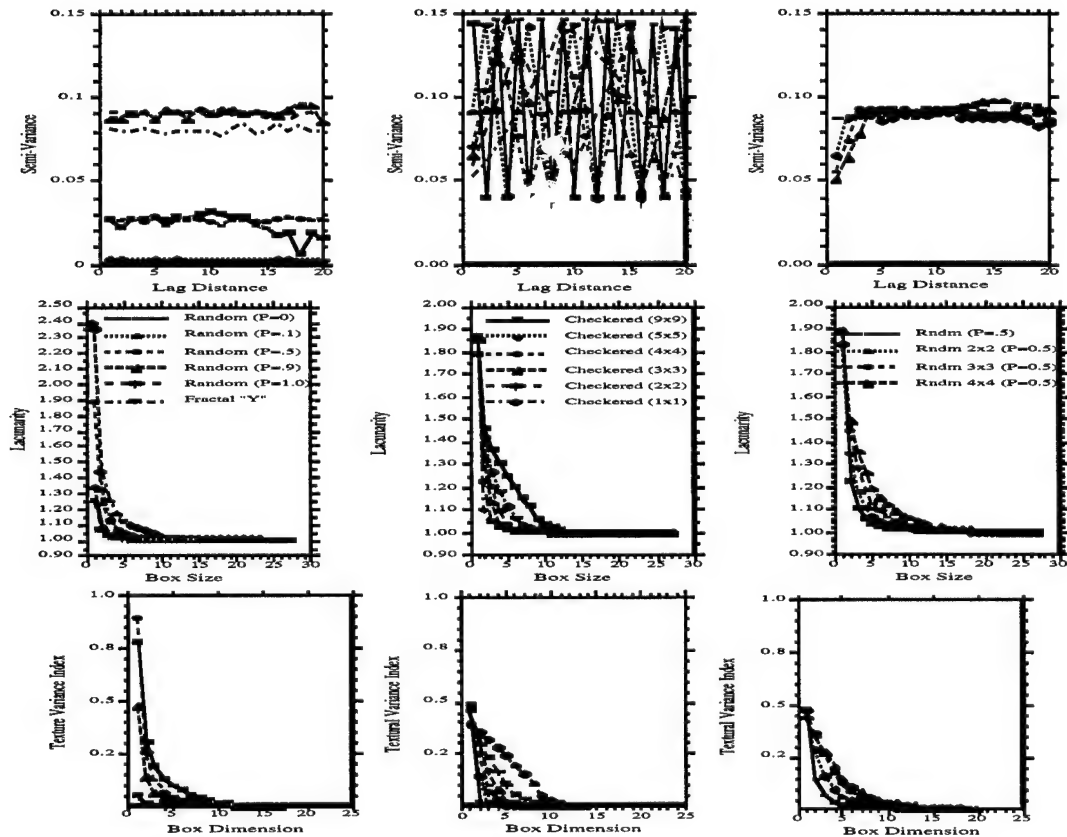 0.15
0.1
0.05
0
Semi-Variance
0 5 10 15 20
Lag Distance
0.15
0.10
0.05
0.00
Semi-Variance
0 5 10 15 20
Lag Distance
0.15
0.10
0.05
0.00
Semi-Variance
0 5 10 15 20
Lag Distance
2.50
2.40
2.30
2.20
2.10
2.00
1.90
1.80
1.70
1.60
1.50
1.40
1.30
1.20
1.10
1.00
0.90
Lacunarity
Random (P=0)
Random (P=.1)
Random (P=.5)
Random (P=.9)
Random (P=1.0)
Fractal "Y"
0 5 10 15 20 25 30
Box Size
2.00
1.90
1.80
1.70
1.60
1.50
1.40
1.30
1.20
1.10
1.00
0.90
Lacunarity
Checkered (9x9)
Checkered (5x5)
Checkered (4x4)
Checkered (3x3)
Checkered (2x2)
Checkered (1x1)
0 5 10 15 20 25 30
Box Size
2.00
1.90
1.80
1.70
1.60
1.50
1.40
1.30
1.20
1.10
1.00
0.90
Lacunarity
Rndm (P=.5)
Rndm 2x2 (P=0.5)
Rndm 3x3 (P=0.5)
Rndm 4x4 (P=0.5)
0 5 10 15 20 25 30
Box Size
1.0
0.8
0.5
0.2
Texture Variance Index
0 5 10 15 20 25
Box Dimension
1.0
0.8
0.5
0.2
Textural Variance Index
0 5 10 15 20 25
Box Dimension
1.0
0.8
0.5
0.2
Textural Variance Index
0 5 10 15 20 25
Box Dimension